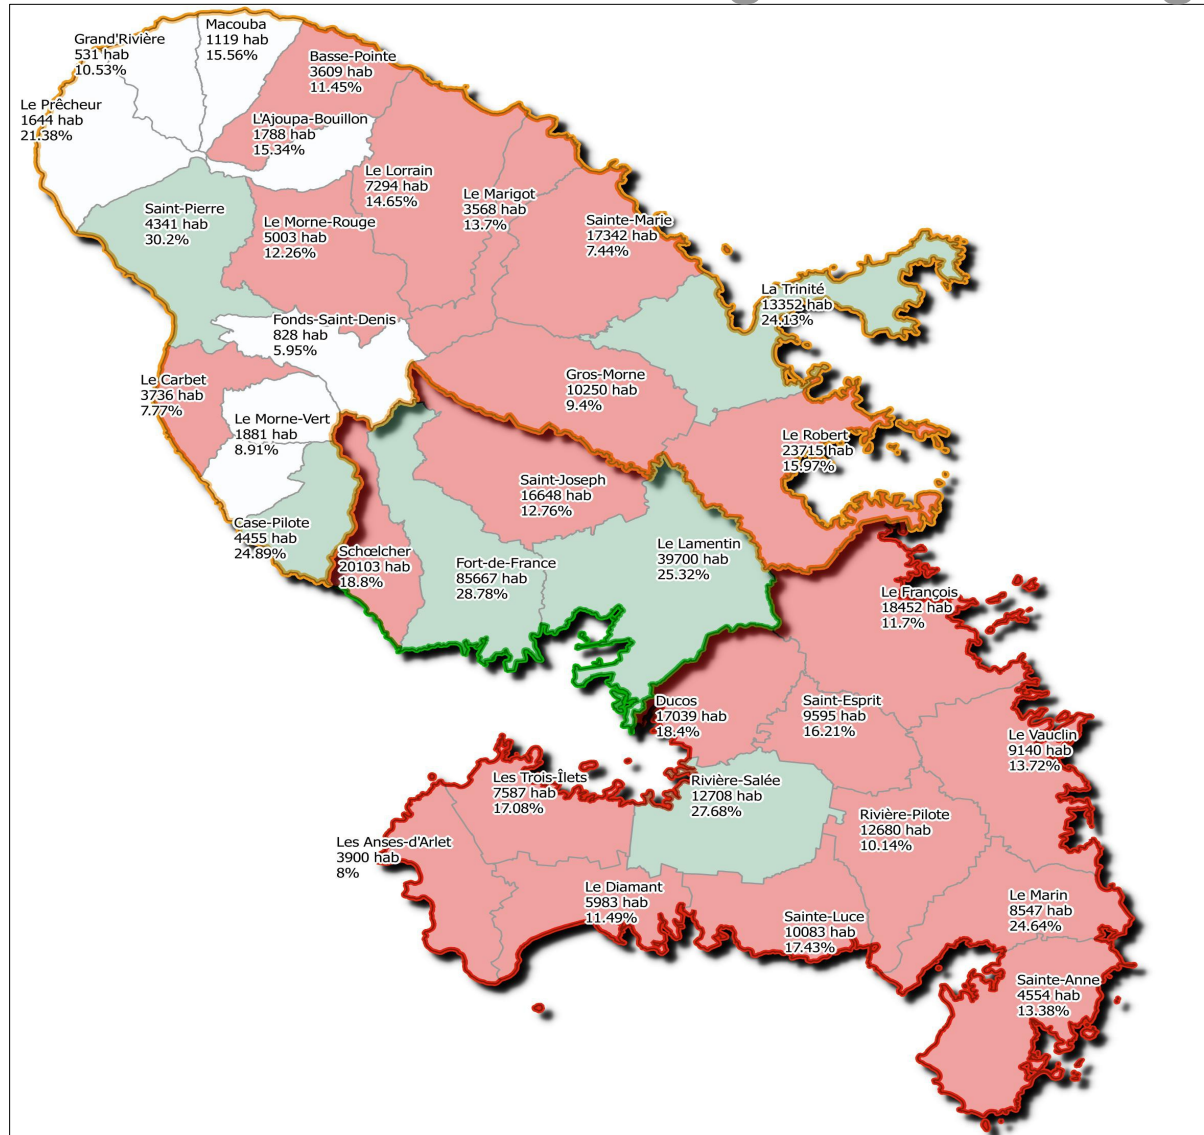 Macouba
1119 hab
15.56%
Grand'Rivière
531 hab
10.53%
Basse-Pointe
3609 hab
11.45%
Le Prêcheur
1644 hab
21.38%
L'Ajoupa-Bouillon
1788 hab
15.34%
Le Lorrain
7294 hab
14.65%
Le Marigot
3568 hab
13.7%
Saint-Pierre
4341 hab
30.2%
Le Morne-Rouge
5003 hab
12.26%
Sainte-Marie
17342 hab
7.44%
La Trinité
13352 hab
24.13%
Fonds-Saint-Denis
828 hab
5.95%
Le Carbet
3736 hab
7.77%
Gros-Morne
10250 hab
9.4%
Le Morne-Vert
1881 hab
8.91%
Le Robert
23715 hab
15.97%
Saint-Joseph
16648 hab
12.76%
Case-Pilote
4455 hab
24.89%
Schœlcher
20103 hab
18.8%
Fort-de-France
85667 hab
28.78%
Le Lamentin
39700 hab
25.32%
Le François
18452 hab
11.7%
Ducos
17039 hab
18.4%
Saint-Esprit
9595 hab
16.21%
Le Vauclin
9140 hab
13.72%
Les Trois-Îlets
7587 hab
17.08%
Rivière-Salée
12708 hab
27.68%
Rivière-Pilote
12680 hab
10.14%
Les Anses-d'Arlet
3900 hab
8%
Le Diamant
5983 hab
11.49%
Sainte-Luce
10083 hab
17.43%
Le Marin
8547 hab
24.64%
Sainte-Anne
4554 hab
13.38%